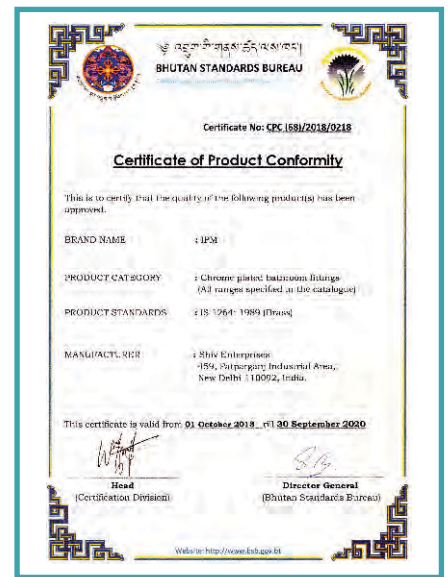 BHUTAN STANDARDS BUREAU
Certificate No: CPC (68)/2018/0218
Certificate of Product Conformity
This is to certify that the quality of the following product(s) has been
approved.
BRAND NAME : IPM
PRODUCT CATEGORY : Chrome plated bathroom fittings
(All ranges specified in the catalogue)
PRODUCT STANDARDS : IS 1264: 1989 (Brass)
MANUFACTURER : Shiv Enterprises
459, Patparganj Industrial Area,
New Delhi 110092, India.
This certificate is valid from 01 October 2018 til 30 September 2020
Head
(Certification Division)
Director General
(Bhutan Standards Bureau)
Website: http://www.bsb.gov.bt